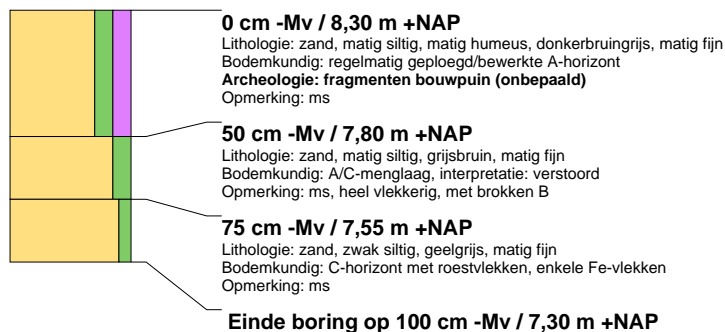 0 cm -Mv / 8,30 m +NAP
Lithologie: zand, matig siltig, matig humeus, donkerbruingrijs, matig fijn
Bodemkundig: regelmatig geploegd/bewerkte A-horizont
Archeologie: fragmenten bouwpuin (onbepaald)
Opmerking: ms
50 cm -Mv / 7,80 m +NAP
Lithologie: zand, matig siltig, grijsbruin, matig fijn
Bodemkundig: A/C-menglaag, interpretatie: verstoord
Opmerking: ms, heel vlekkerig, met brokken B
75 cm -Mv / 7,55 m +NAP
Lithologie: zand, zwak siltig, geelgrijs, matig fijn
Bodemkundig: C-horizont met roestvlekken, enkele Fe-vlekken
Opmerking: ms
Einde boring op 100 cm -Mv / 7,30 m +NAP